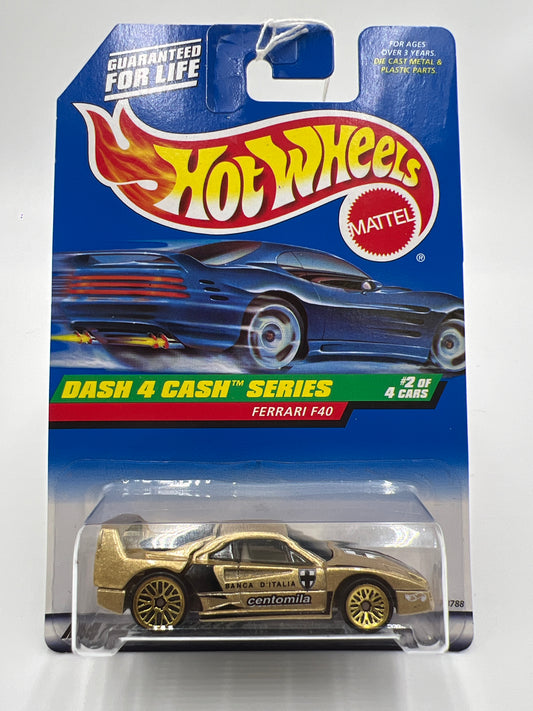 GUARANTEED
FOR LIFE
FOR AGES
OVER 3 YEARS.
DIE CAST METAL &
PLASTIC PARTS.
HOT WHEELS
MATTEL
®
DASH 4 CASH™ SERIES
#2 OF
4 CARS
FERRARI F40
BANCA D'ITALIA
centomila